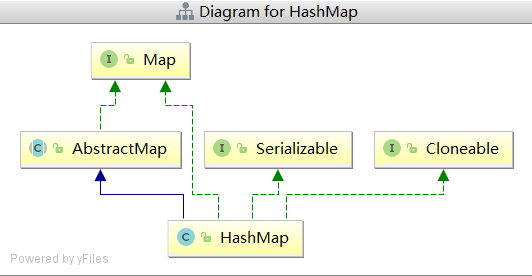 Diagram for HashMap
I Map
C AbstractMap
I Serializable
I Cloneable
C HashMap
Powered by yFiles